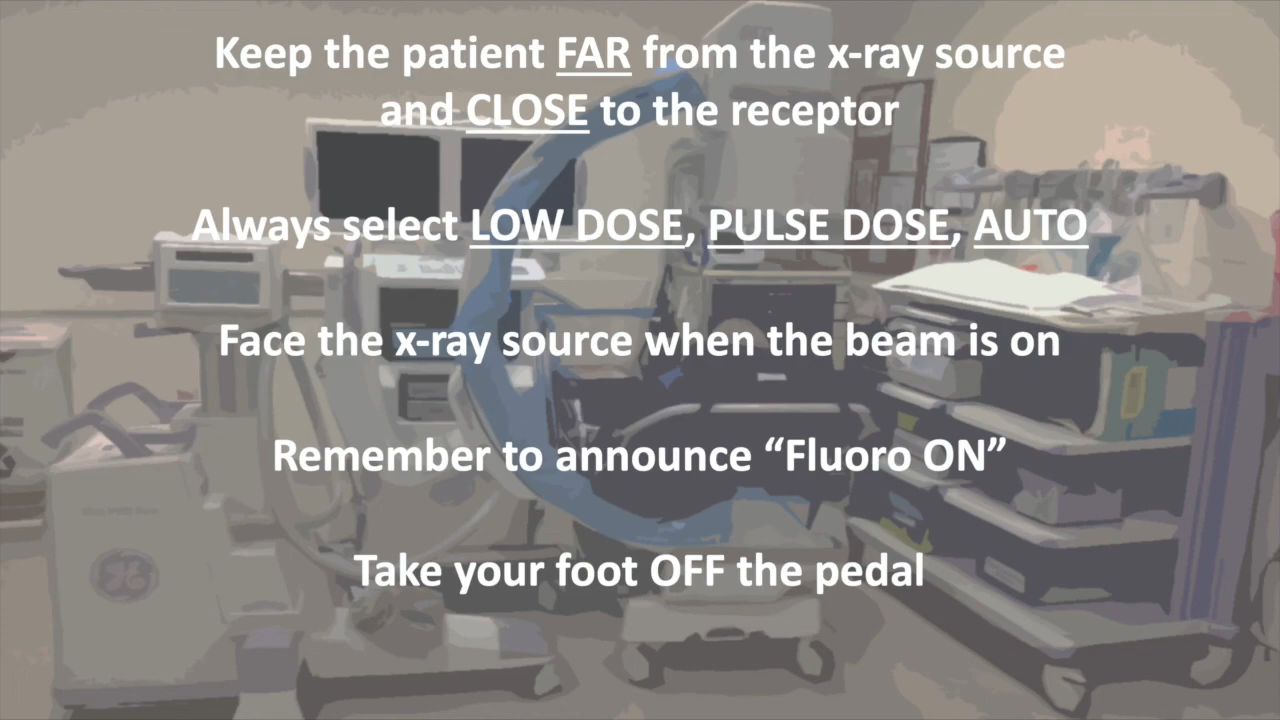 Keep the patient FAR from the x-ray source
and CLOSE to the receptor
Always select LOW DOSE, PULSE DOSE, AUTO
Face the x-ray source when the beam is on
Remember to announce “Fluoro ON”
Take your foot OFF the pedal